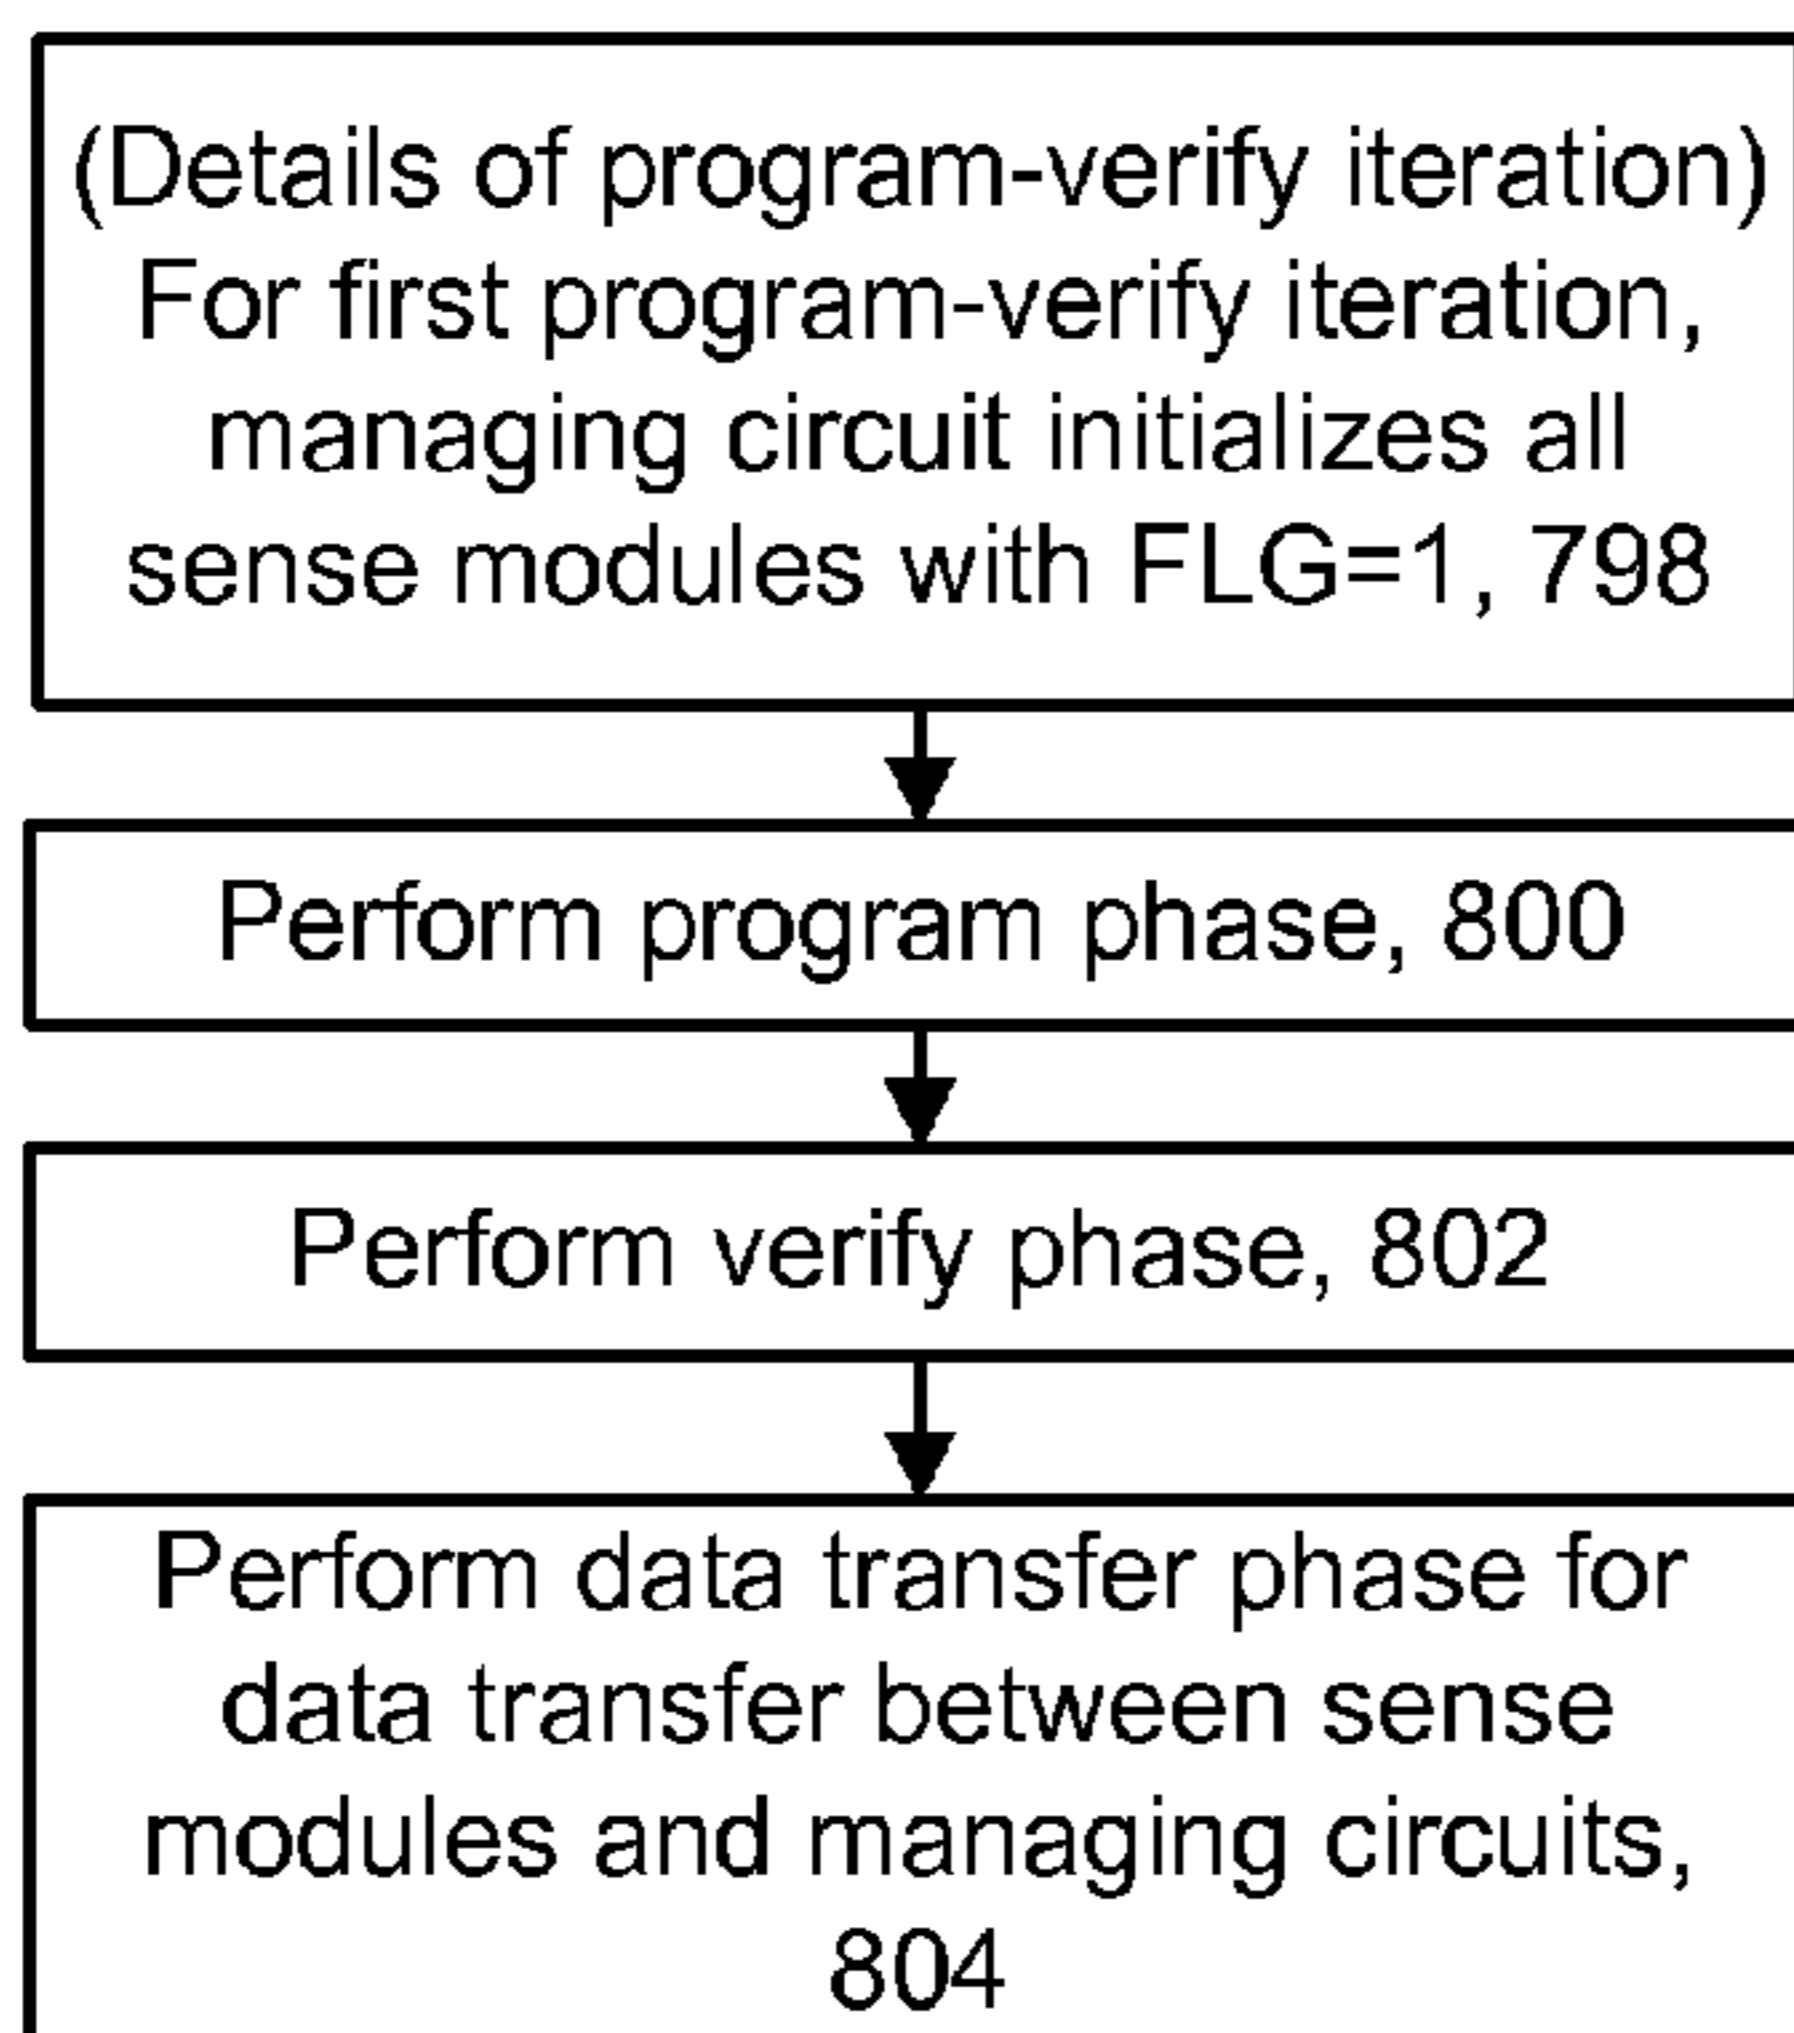 (Details of program-verify iteration)
For first program-verify iteration,
managing circuit initializes all
sense modules with FLG=1, 798
Perform program phase, 800
Perform verify phase, 802
Perform data transfer phase for
data transfer between sense
modules and managing circuits,
804